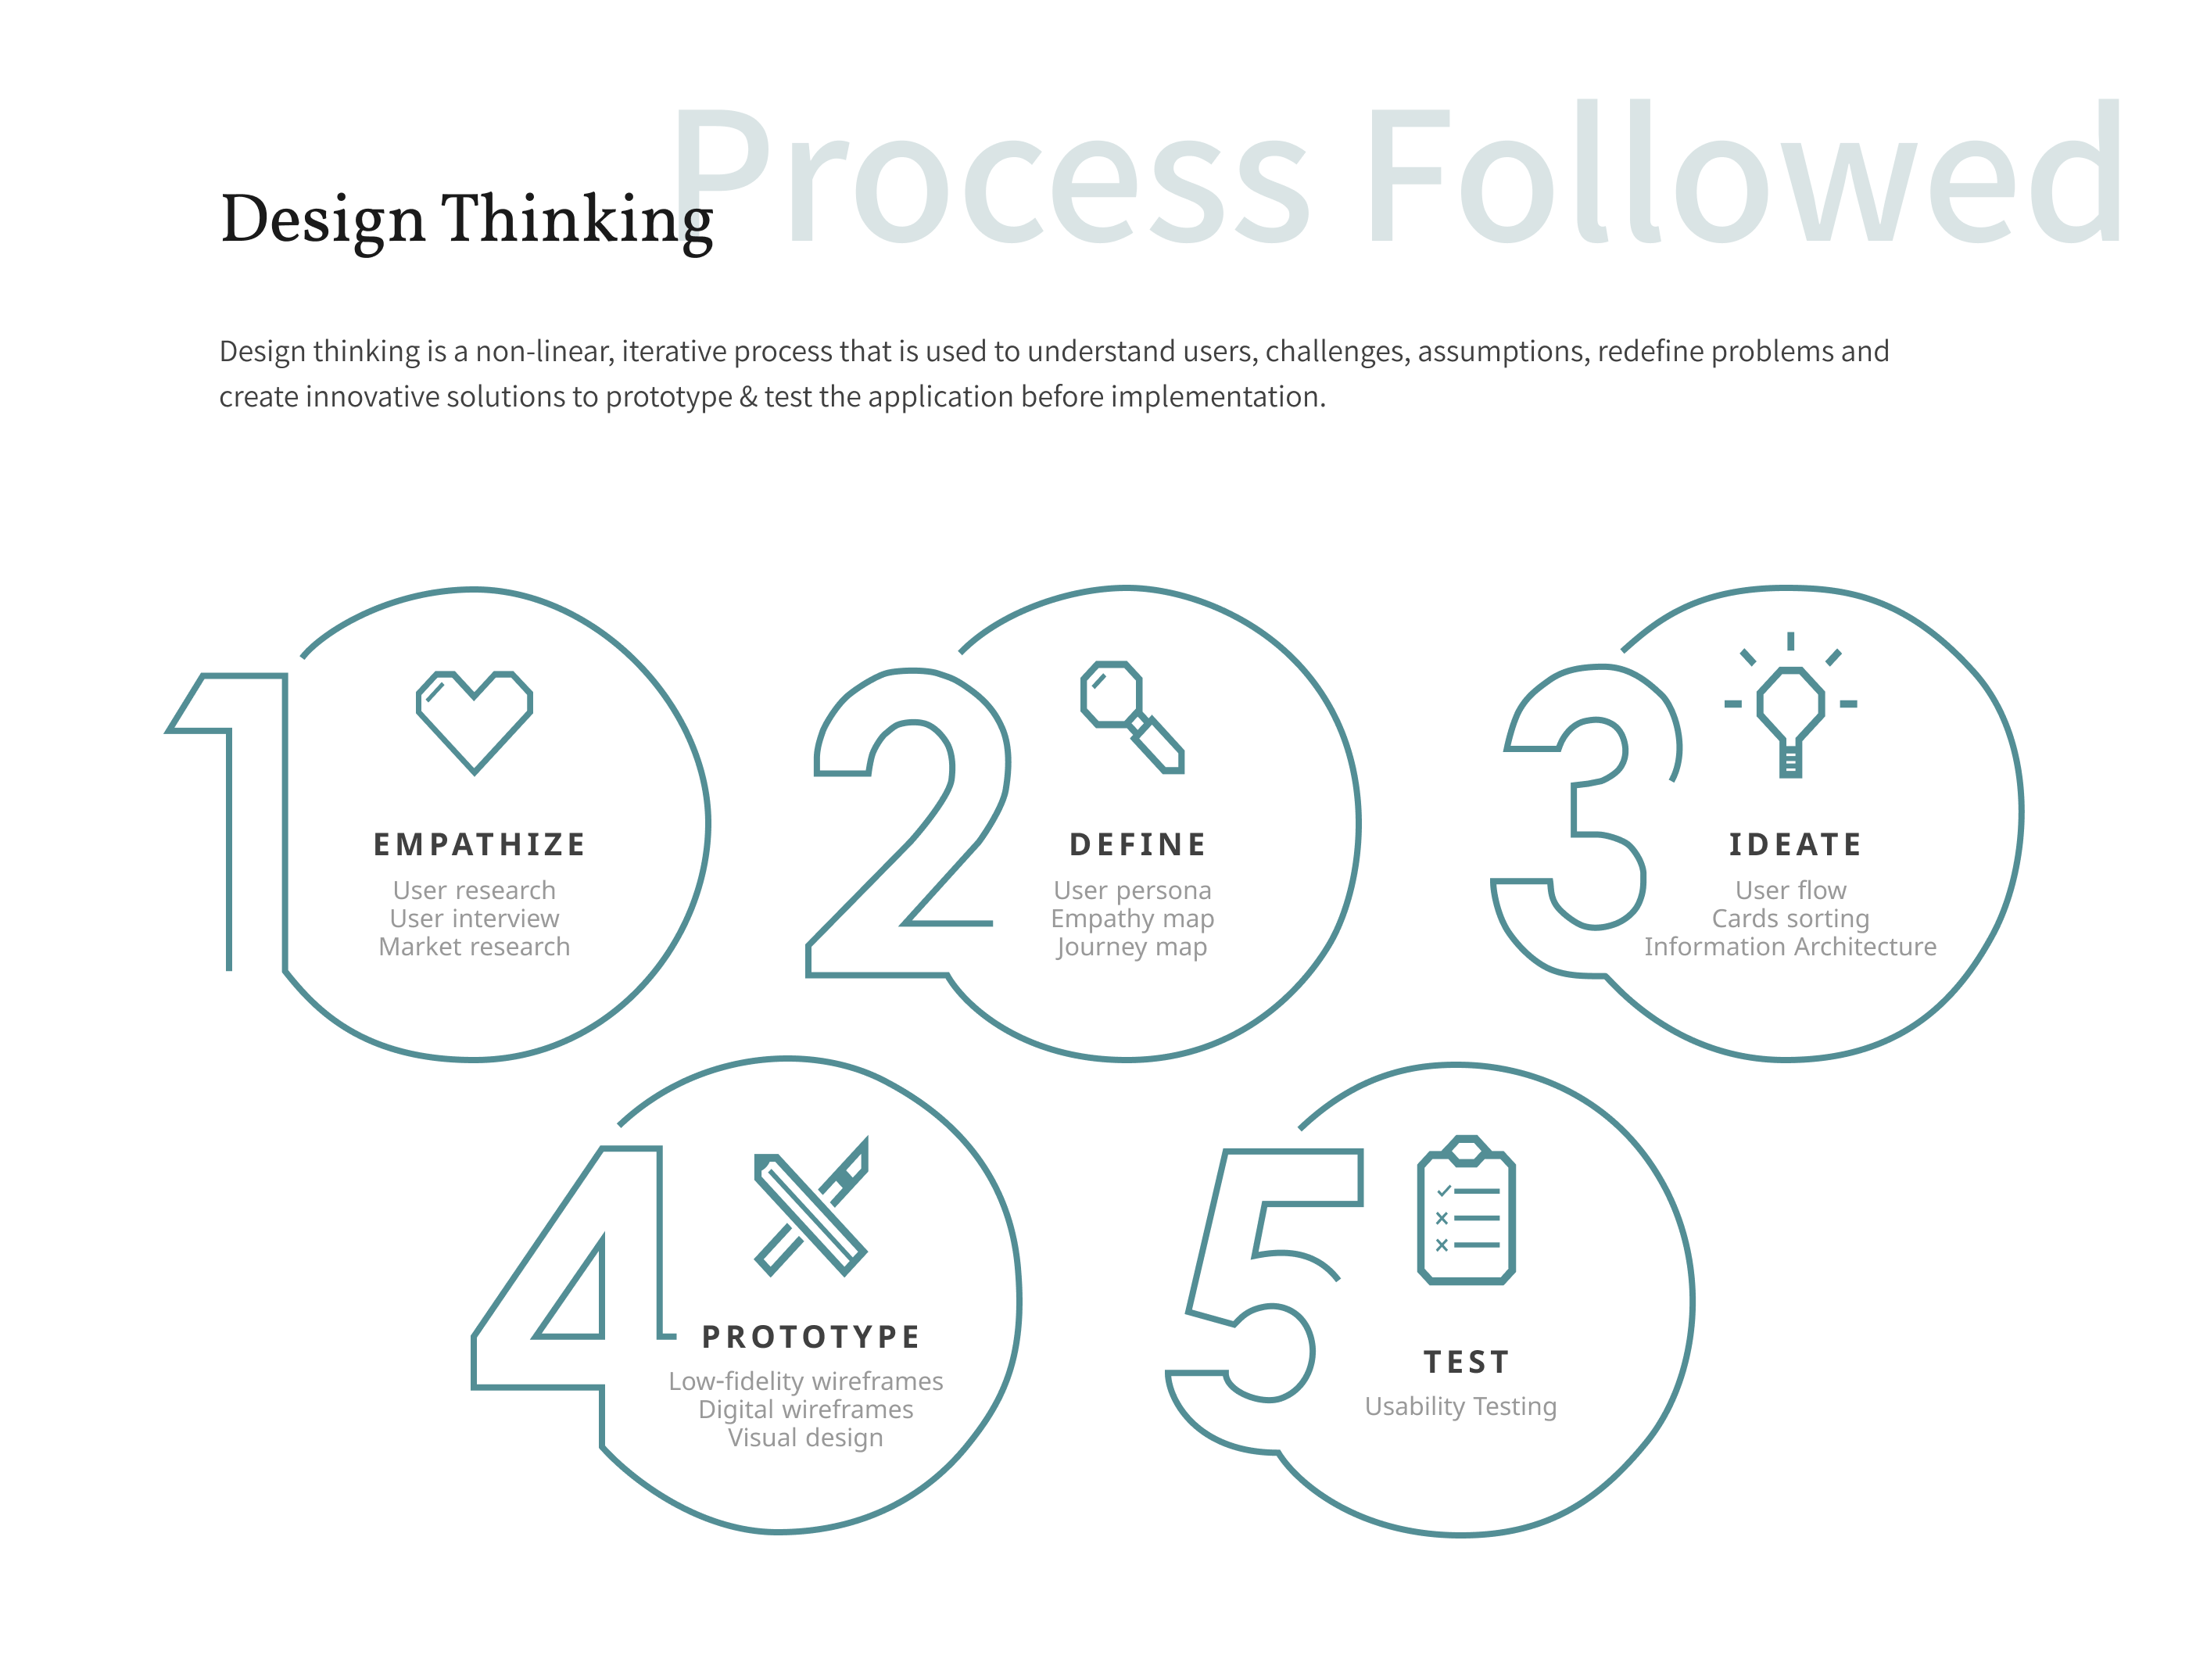 Process Followed
Design Thinking
Design thinking is a non-linear, iterative process that is used to understand users, challenges, assumptions, redefine problems and
create innovative solutions to prototype & test the application before implementation.
1
EMPATHIZE
User research
User interview
Market research
2
DEFINE
User persona
Empathy map
Journey map
3
IDEATE
User flow
Cards sorting
Information Architecture
4
PROTOTYPE
Low-fidelity wireframes
Digital wireframes
Visual design
5
TEST
Usability Testing